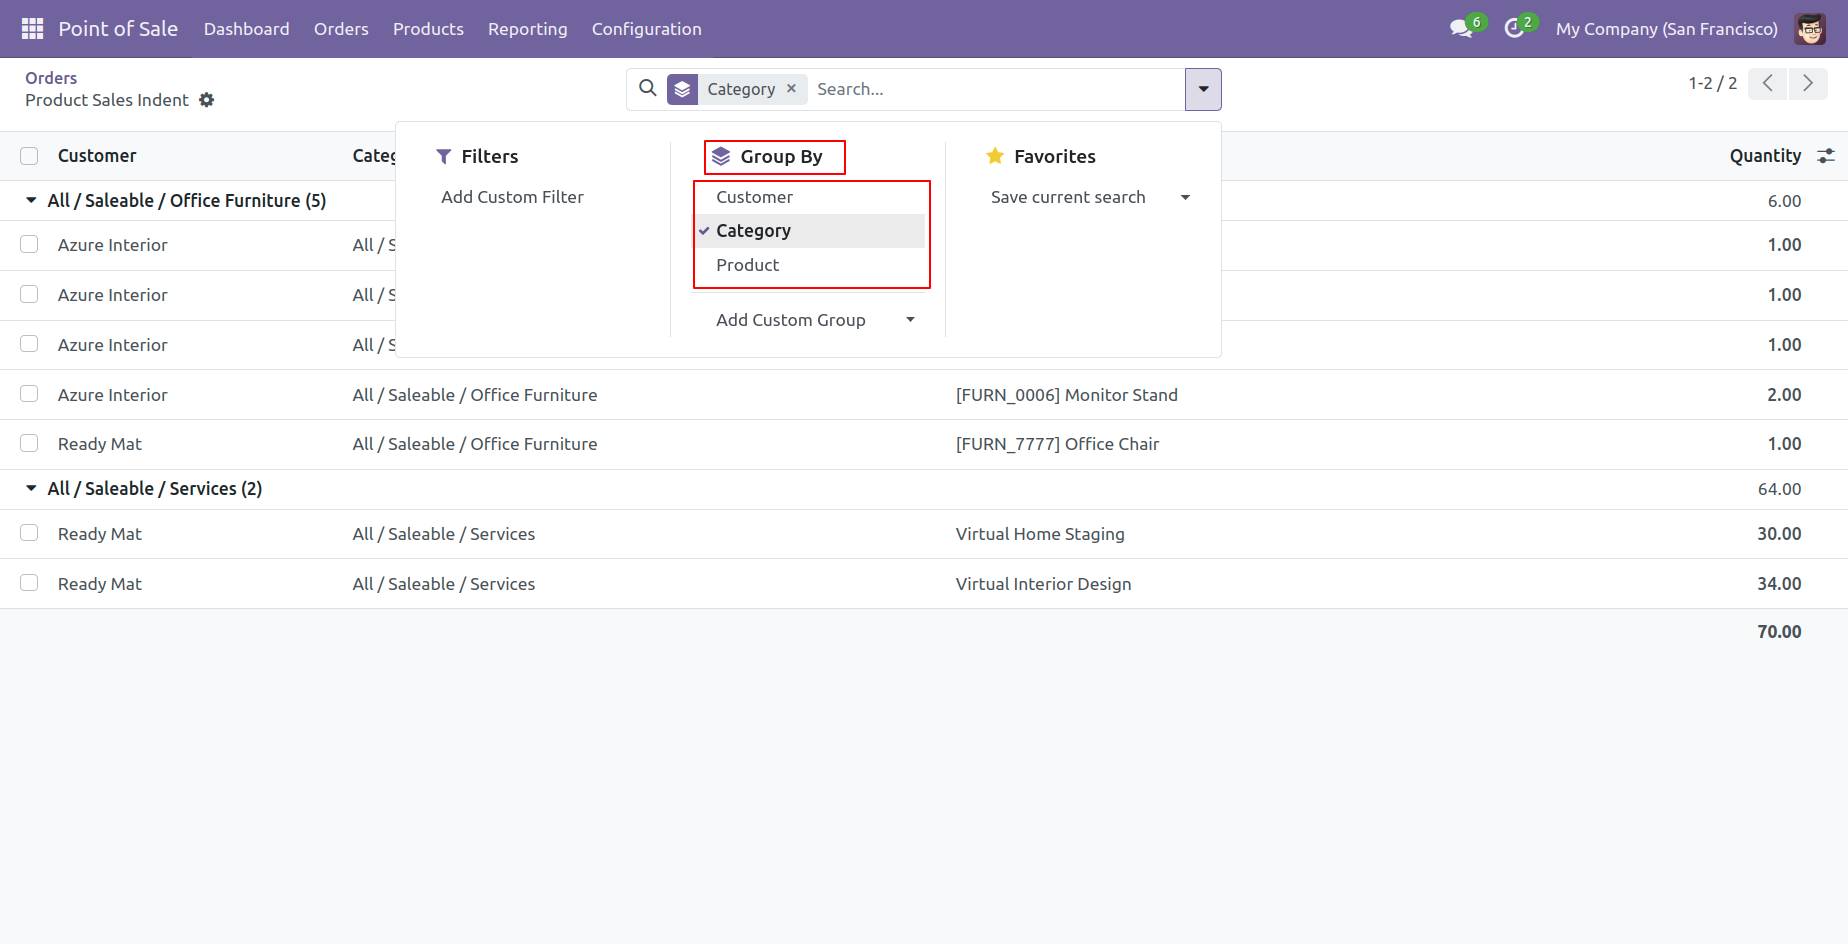 Point of Sale Dashboard Orders Products Reporting Configuration 6 2 My Company (San Francisco)
Orders
Product Sales Indent
Category × Search...
1-2 / 2
Customer Categ Quantity
Filters
Add Custom Filter
Group By
Customer
Category
Product
Add Custom Group
Favorites
Save current search
All / Saleable / Office Furniture (5) 6.00
Azure Interior All / S 1.00
Azure Interior All / S 1.00
Azure Interior All / S 1.00
Azure Interior All / Saleable / Office Furniture [FURN_0006] Monitor Stand 2.00
Ready Mat All / Saleable / Office Furniture [FURN_7777] Office Chair 1.00
All / Saleable / Services (2) 64.00
Ready Mat All / Saleable / Services Virtual Home Staging 30.00
Ready Mat All / Saleable / Services Virtual Interior Design 34.00
70.00